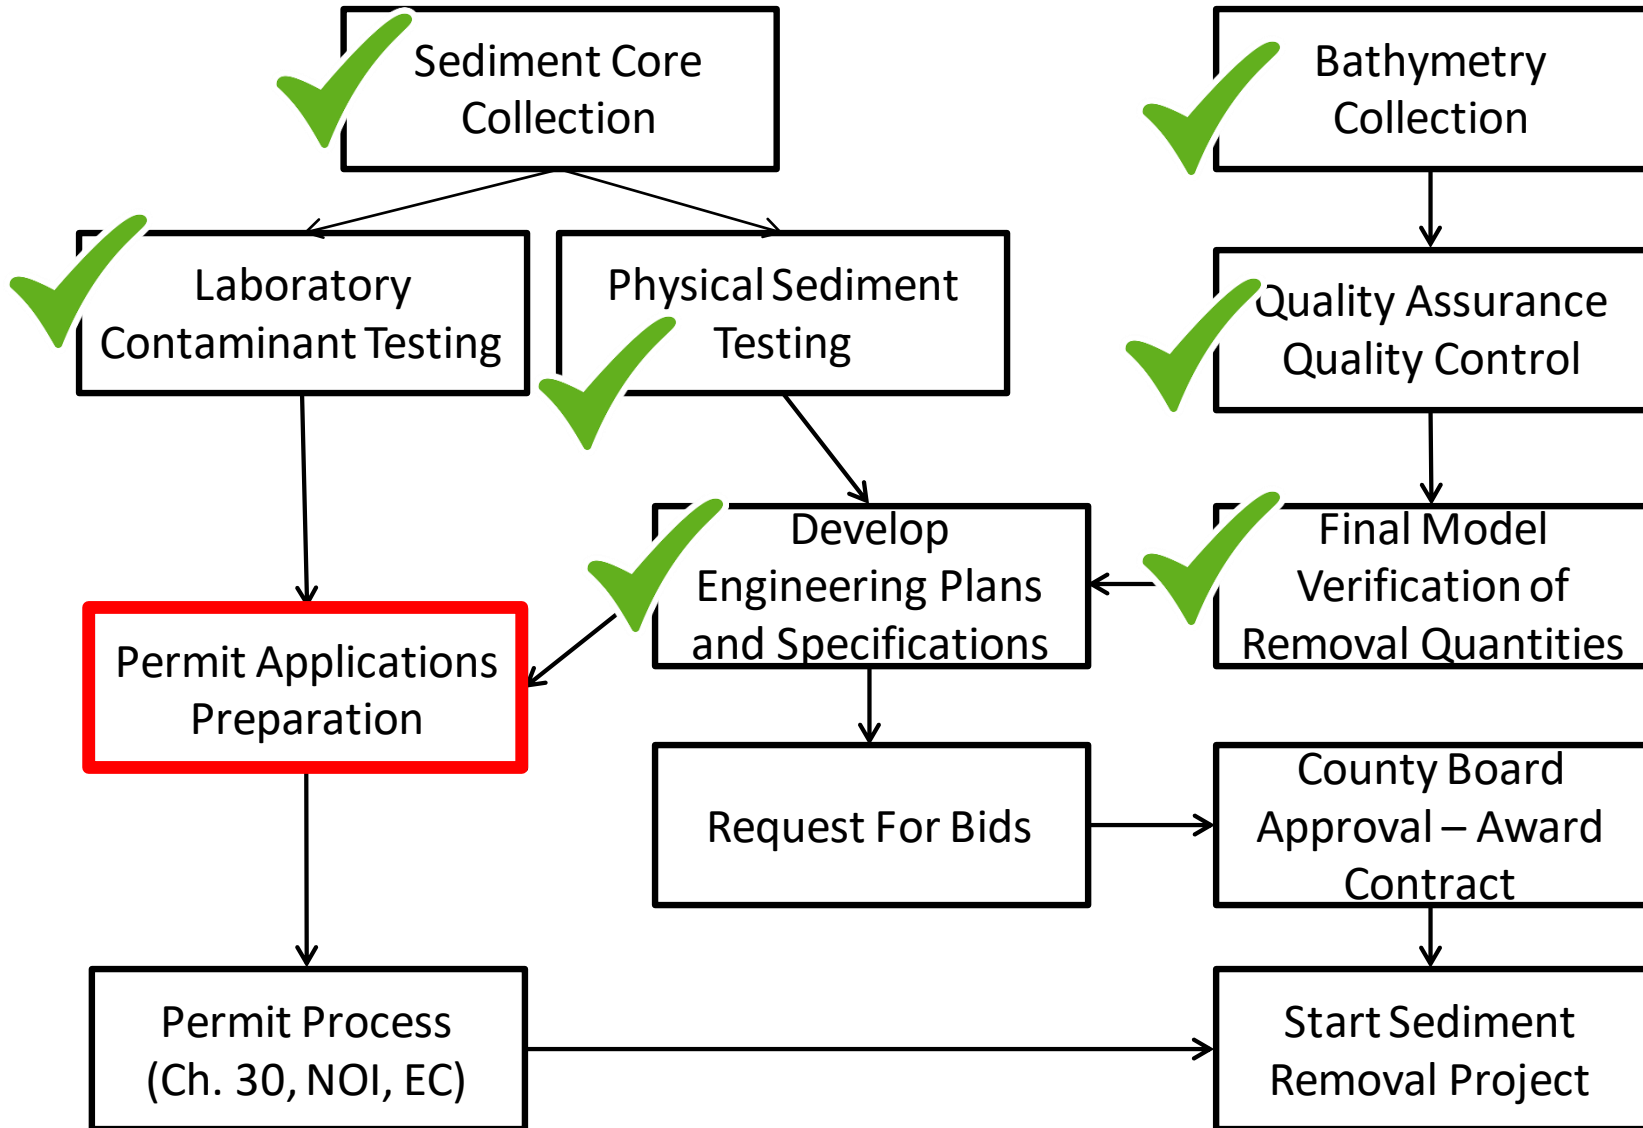 Sediment Core
Collection
Bathymetry
Collection
Laboratory
Contaminant Testing
Physical Sediment
Testing
Quality Assurance
Quality Control
Develop
Engineering Plans
and Specifications
Final Model
Verification of
Removal Quantities
Permit Applications
Preparation
Request For Bids
County Board
Approval – Award
Contract
Permit Process
(Ch. 30, NOI, EC)
Start Sediment
Removal Project